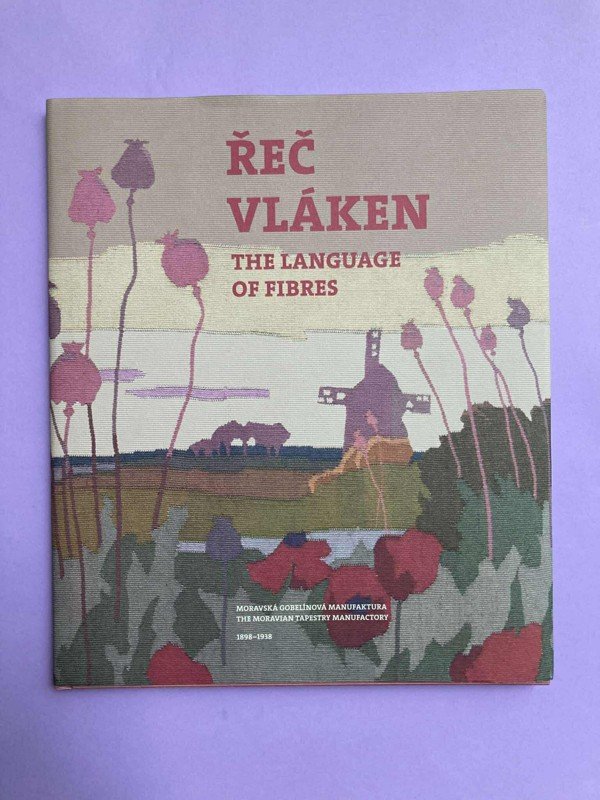 ŘEČ
VLÁKEN
THE LANGUAGE
OF FIBRES
MORAVSKÁ GOBELÍNOVÁ MANUFAKTURA
THE MORAVIAN TAPESTRY MANUFACTORY
1898–1938